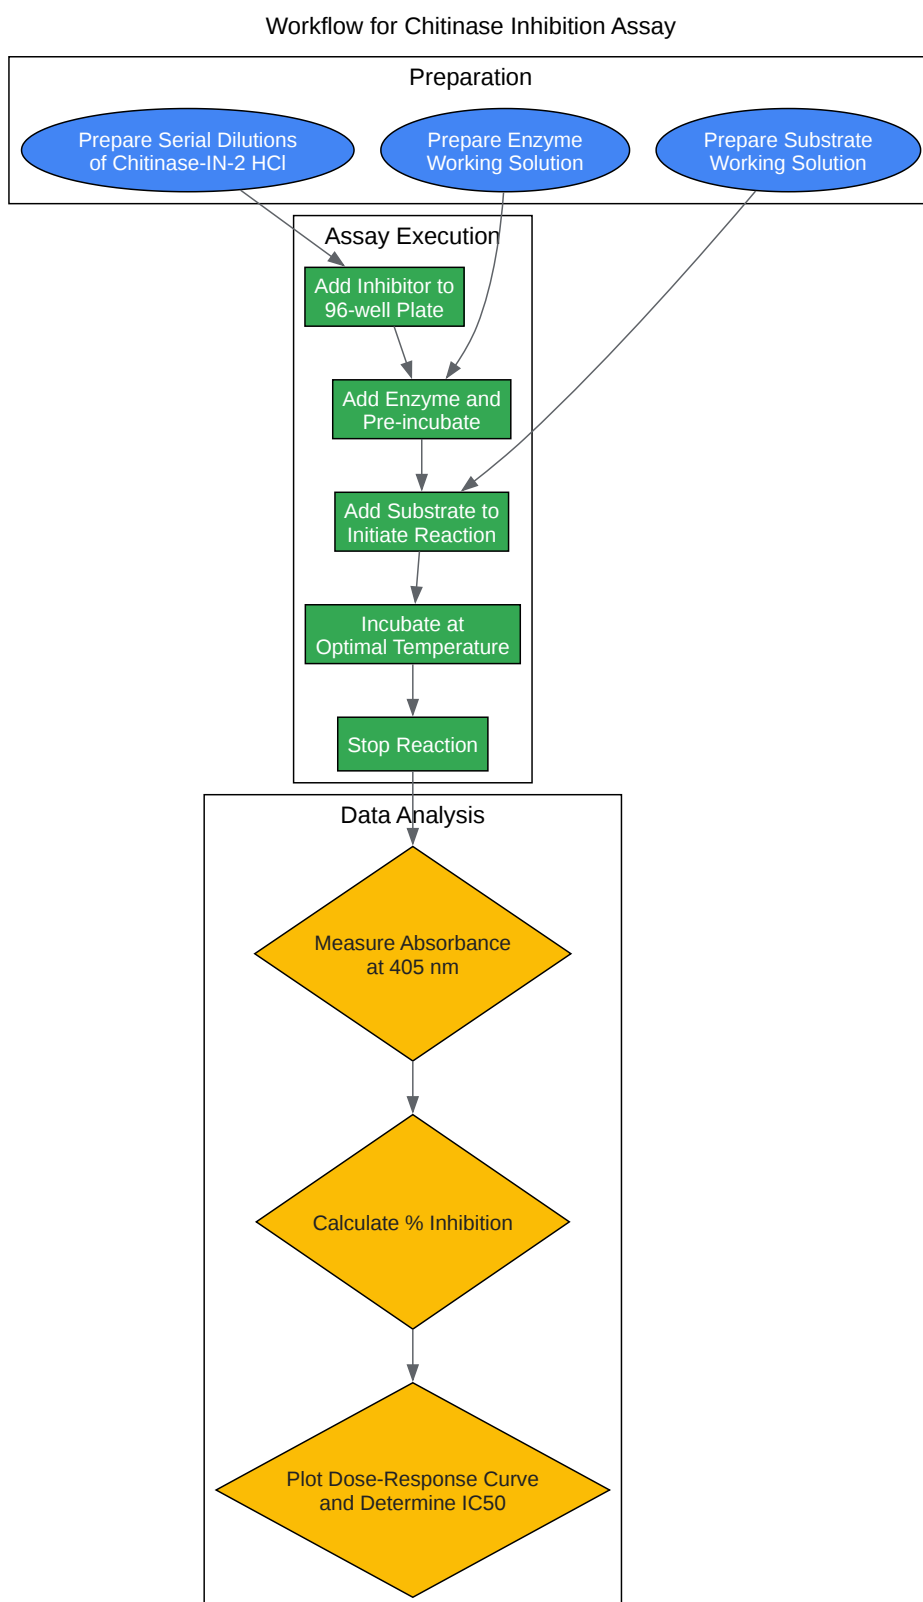 Workflow for Chitinase Inhibition Assay
Preparation
Prepare Serial Dilutions
of Chitinase-IN-2 HCl
Prepare Enzyme
Working Solution
Prepare Substrate
Working Solution
Assay Execution
Add Inhibitor to
96-well Plate
Add Enzyme and
Pre-incubate
Add Substrate to
Initiate Reaction
Incubate at
Optimal Temperature
Stop Reaction
Data Analysis
Measure Absorbance
at 405 nm
Calculate % Inhibition
Plot Dose-Response Curve
and Determine IC50